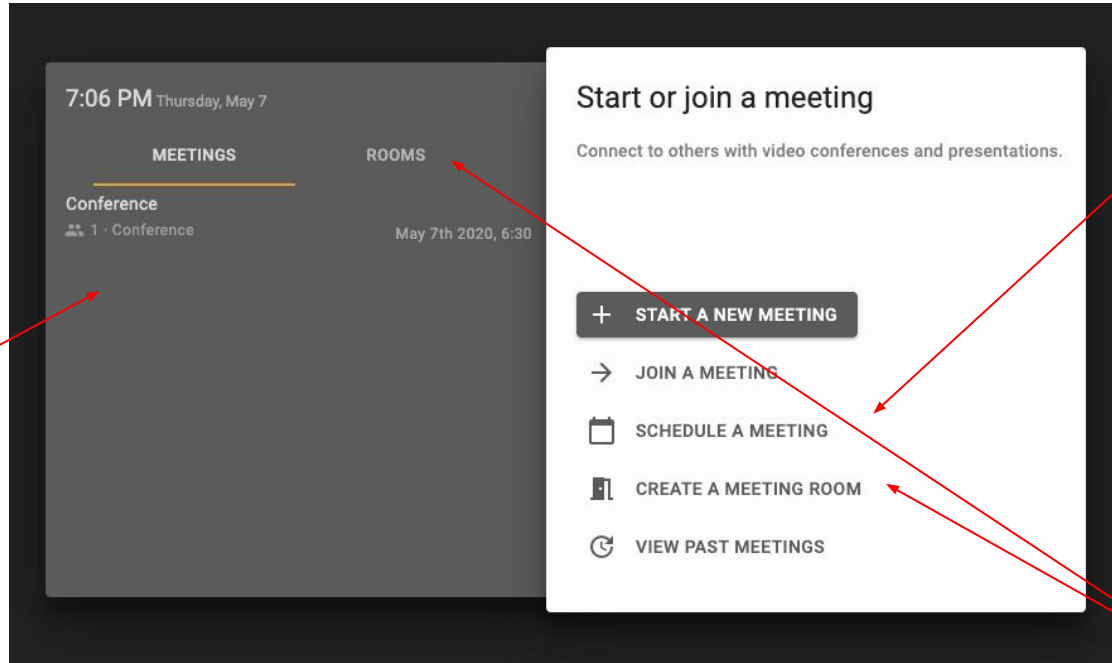 7:06 PM Thursday, May 7
MEETINGS ROOMS
Conference
1 · Conference
May 7th 2020, 6:30
Start or join a meeting
Connect to others with video conferences and presentations.
START A NEW MEETING
JOIN A MEETING
SCHEDULE A MEETING
CREATE A MEETING ROOM
VIEW PAST MEETINGS